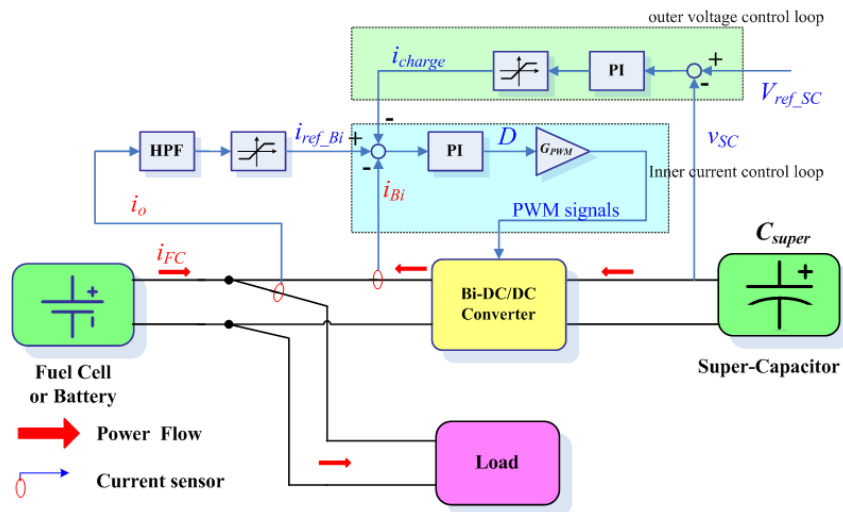 outer voltage control loop
i_charge
PI
+
-
V_ref_SC
-
i_ref_Bi
+
v_SC
HPF
-
PI
D
G_PWM
Inner current control loop
i_Bi
i_o
PWM signals
i_FC
C_super
+
+
Bi-DC/DC
Converter
Fuel Cell
or Battery
Super-Capacitor
Power Flow
Load
Current sensor